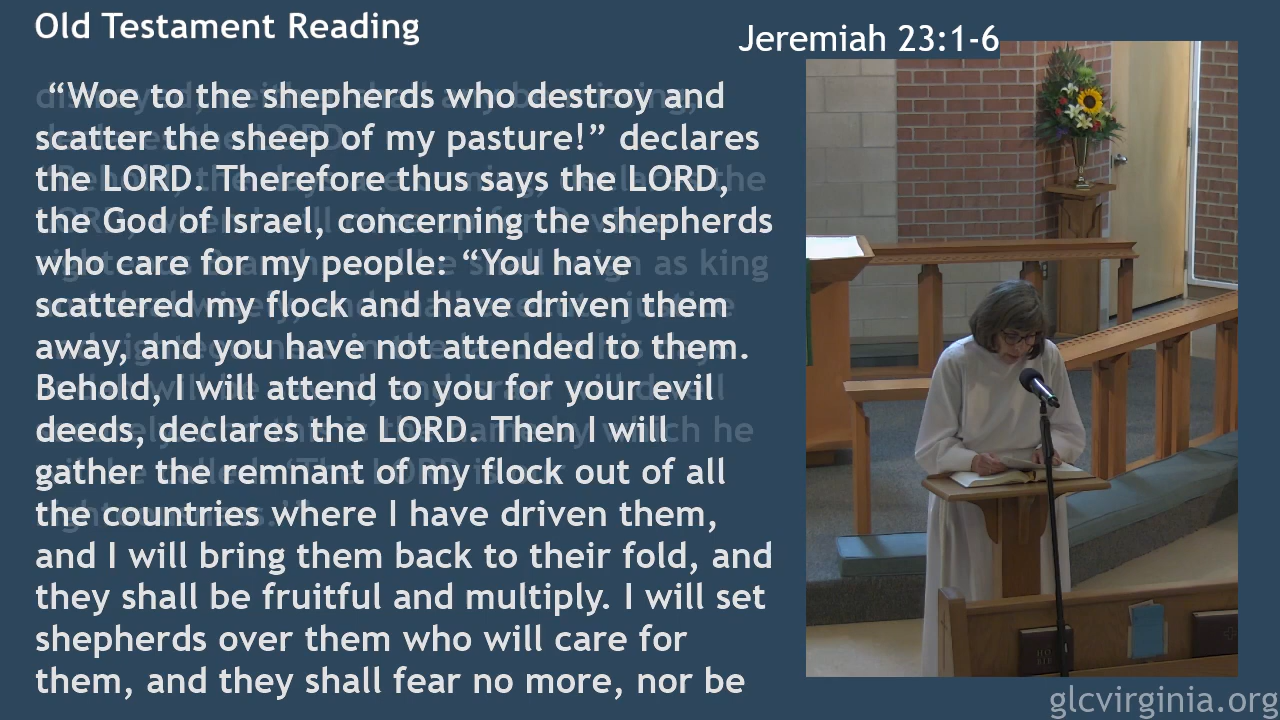 Old Testament Reading
Jeremiah 23:1-6
“Woe to the shepherds who destroy and
scatter the sheep of my pasture!” declares
the LORD. Therefore thus says the LORD,
the God of Israel, concerning the shepherds
who care for my people: “You have
scattered my flock and have driven them
away, and you have not attended to them.
Behold, I will attend to you for your evil
deeds, declares the LORD. Then I will
gather the remnant of my flock out of all
the countries where I have driven them,
and I will bring them back to their fold, and
they shall be fruitful and multiply. I will set
shepherds over them who will care for
them, and they shall fear no more, nor be
glcvirginia.org